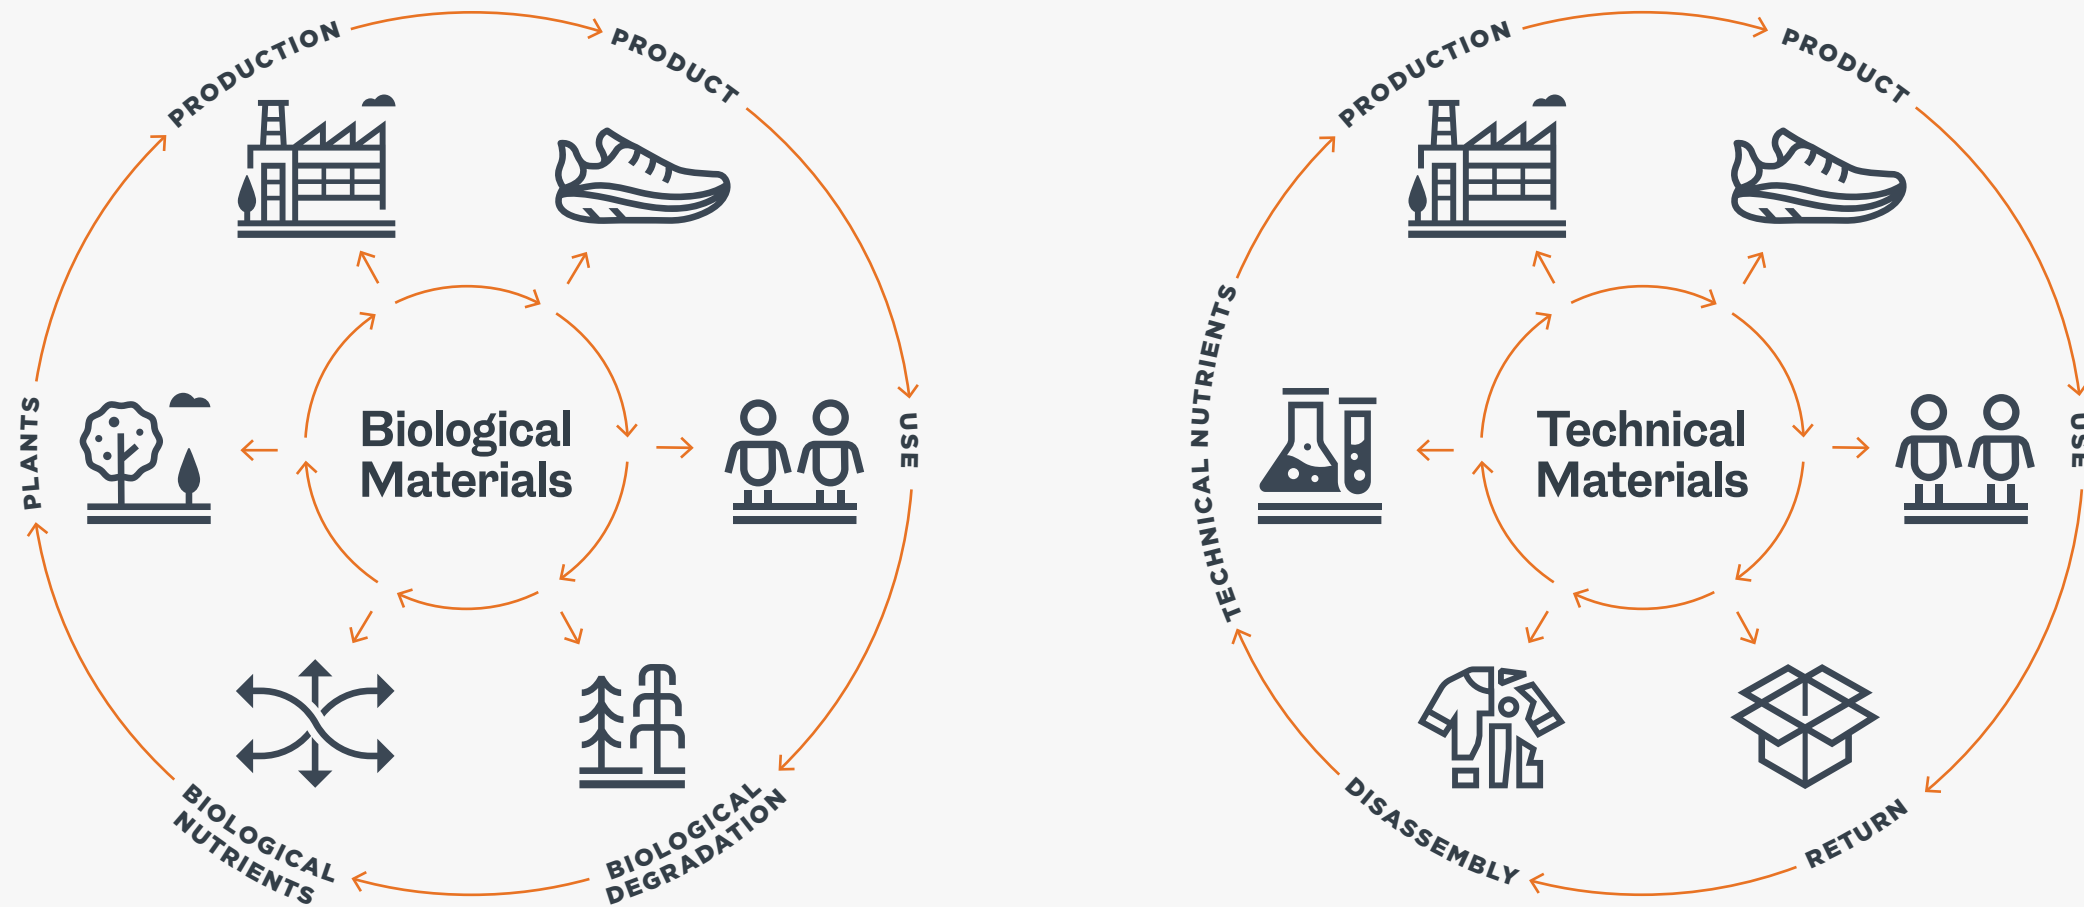 PRODUCTION
PRODUCT
USE
BIOLOGICAL
DEGRADATION
BIOLOGICAL
NUTRIENTS
PLANTS
Biological
Materials
PRODUCTION
PRODUCT
USE
RETURN
DISASSEMBLY
TECHNICAL NUTRIENTS
Technical
Materials